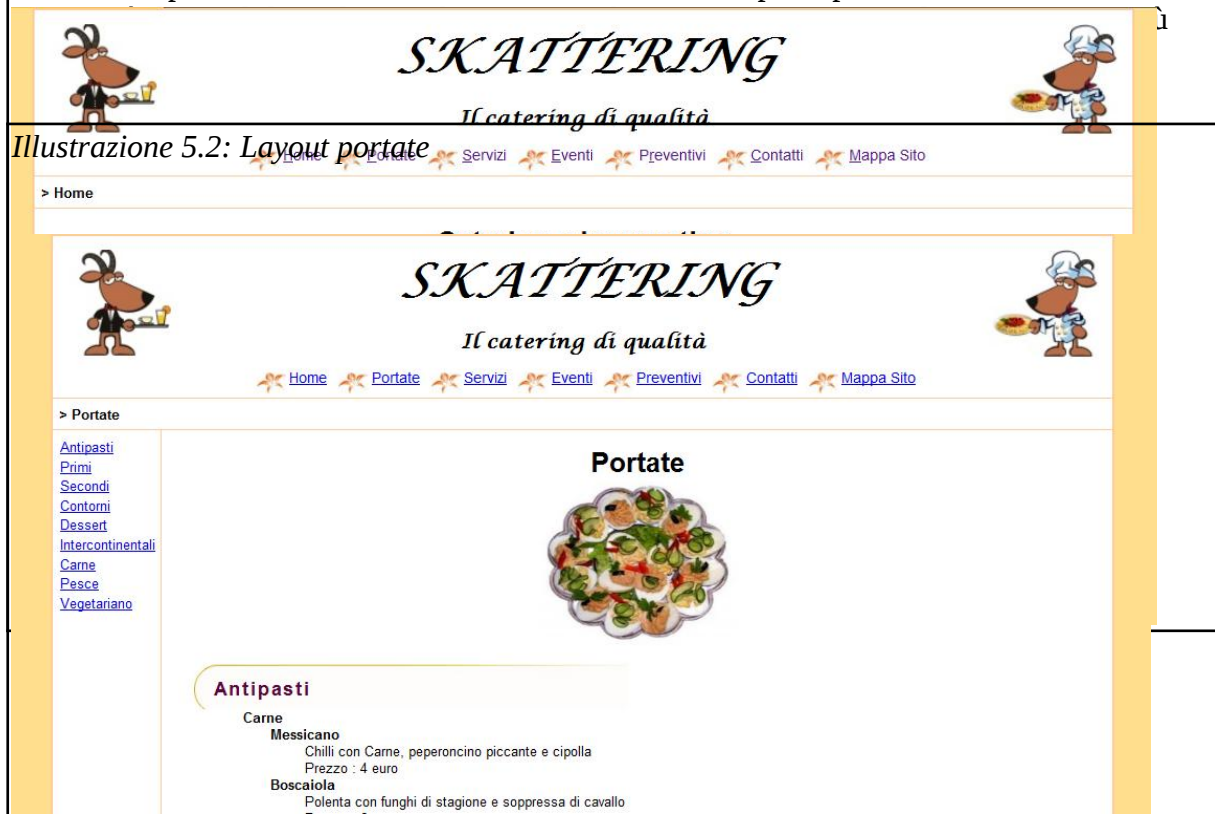 ù
SKATTERING
Il catering di qualità
Illustrazione 5.2: Layout portate
Home Portate Servizi Eventi Preventivi Contatti Mappa Sito
> Home
SKATTERING
Il catering di qualità
Home Portate Servizi Eventi Preventivi Contatti Mappa Sito
> Portate
Antipasti
Primi
Secondi
Contorni
Dessert
Intercontinentali
Carne
Pesce
Vegetariano
Portate
Antipasti
Carne
Messicano
Chilli con Carne, peperoncino piccante e cipolla
Prezzo : 4 euro
Boscaiola
Polenta con funghi di stagione e soppressa di cavallo